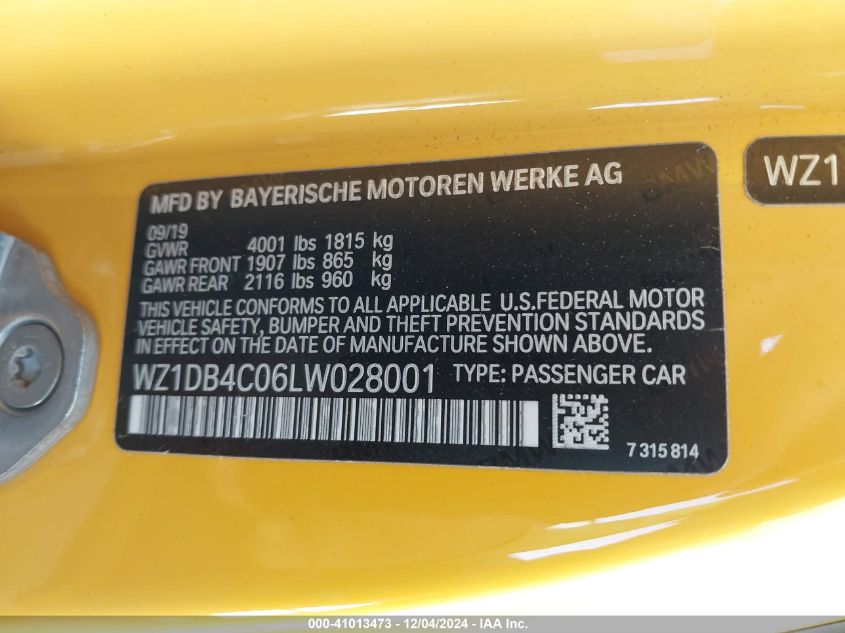 MFD BY BAYERISCHE MOTOREN WERKE AG
WZ1
09/19
GVWR 4001 lbs 1815 kg
GAWR FRONT 1907 lbs 865 kg
GAWR REAR 2116 lbs 960 kg
THIS VEHICLE CONFORMS TO ALL APPLICABLE U.S.FEDERAL MOTOR
VEHICLE SAFETY, BUMPER AND THEFT PREVENTION STANDARDS
IN EFFECT ON THE DATE OF MANUFACTURE SHOWN ABOVE.
WZ1DB4C06LW028001 TYPE: PASSENGER CAR
7 315 814
000-41013473 - 12/04/2024 - IAA Inc.